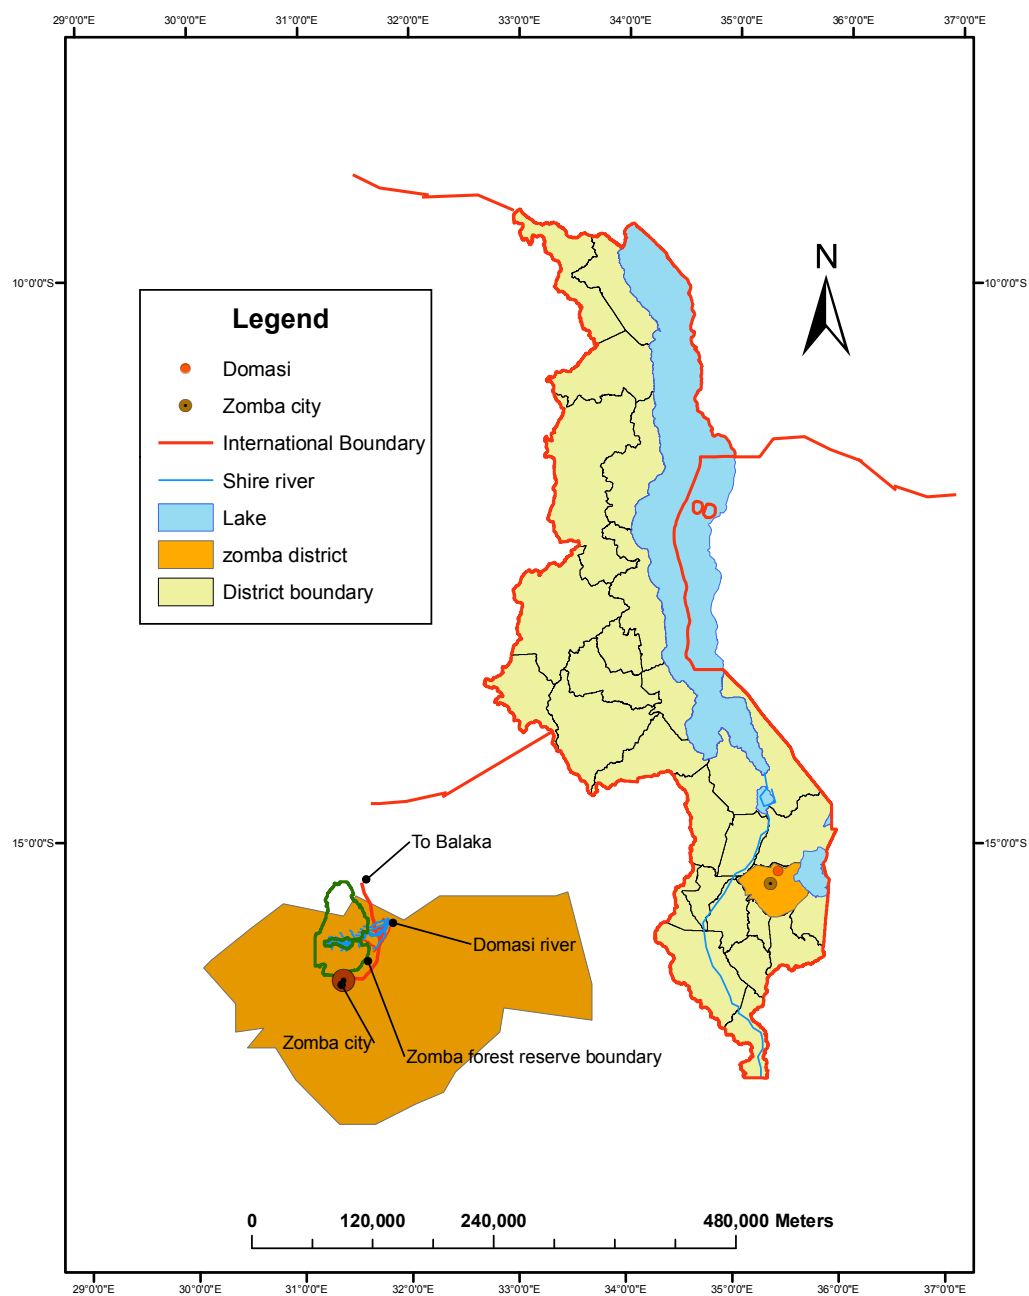 29°0'0"E 30°0'0"E 31°0'0"E 32°0'0"E 33°0'0"E 34°0'0"E 35°0'0"E 36°0'0"E 37°0'0"E
N
10°0'0"S 10°0'0"S
Legend
Domasi
Zomba city
International Boundary
Shire river
Lake
zomba district
District boundary
15°0'0"S 15°0'0"S
To Balaka
Domasi river
Zomba city
Zomba forest reserve boundary
0 120,000 240,000 480,000 Meters
29°0'0"E 30°0'0"E 31°0'0"E 32°0'0"E 33°0'0"E 34°0'0"E 35°0'0"E 36°0'0"E 37°0'0"E